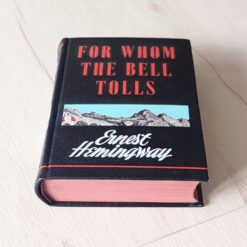 FOR WHOM
THE BELL
TOLLS
Ernest
Hemingway